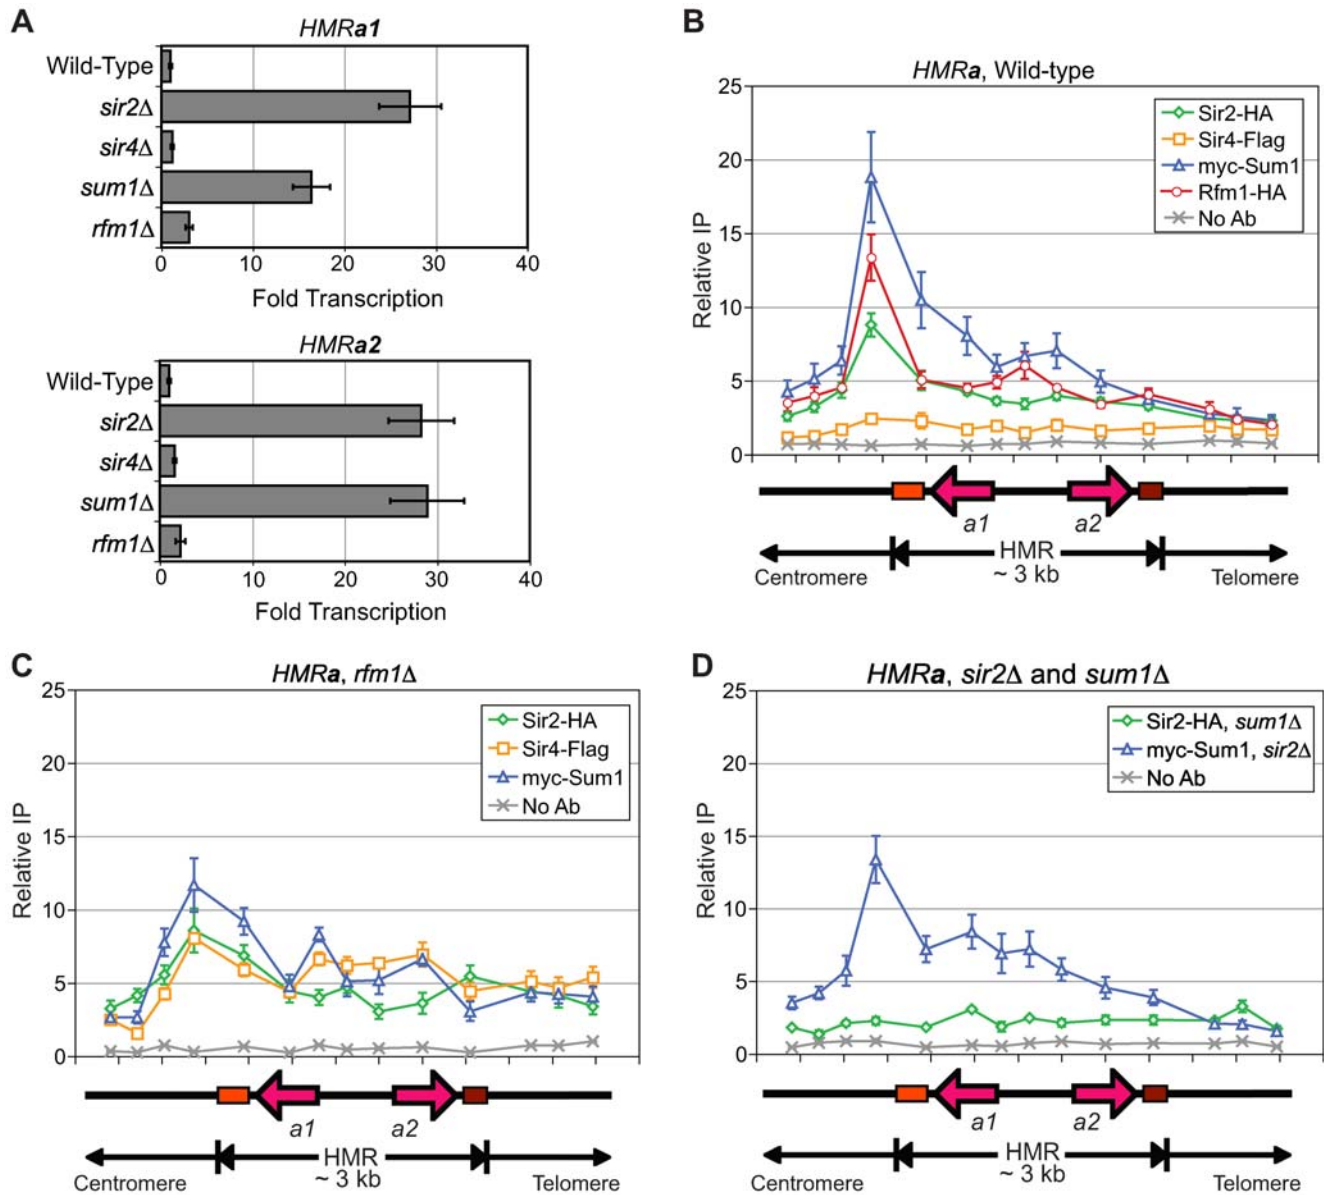 A
HMRa1
Wild-Type
sir2Δ
sir4Δ
sum1Δ
rfm1Δ
0 10 20 30 40
Fold Transcription
HMRa2
Wild-Type
sir2Δ
sir4Δ
sum1Δ
rfm1Δ
0 10 20 30 40
Fold Transcription
B
HMRa, Wild-type
25
20
15
10
5
0
Relative IP
Sir2-HA
Sir4-Flag
myc-Sum1
Rfm1-HA
No Ab
a1 a2
HMR
~ 3 kb
Centromere Telomere
C
HMRa, rfm1Δ
25
20
15
10
5
0
Relative IP
Sir2-HA
Sir4-Flag
myc-Sum1
No Ab
a1 a2
HMR
~ 3 kb
Centromere Telomere
D
HMRa, sir2Δ and sum1Δ
25
20
15
10
5
0
Relative IP
Sir2-HA, sum1Δ
myc-Sum1, sir2Δ
No Ab
a1 a2
HMR
~ 3 kb
Centromere Telomere